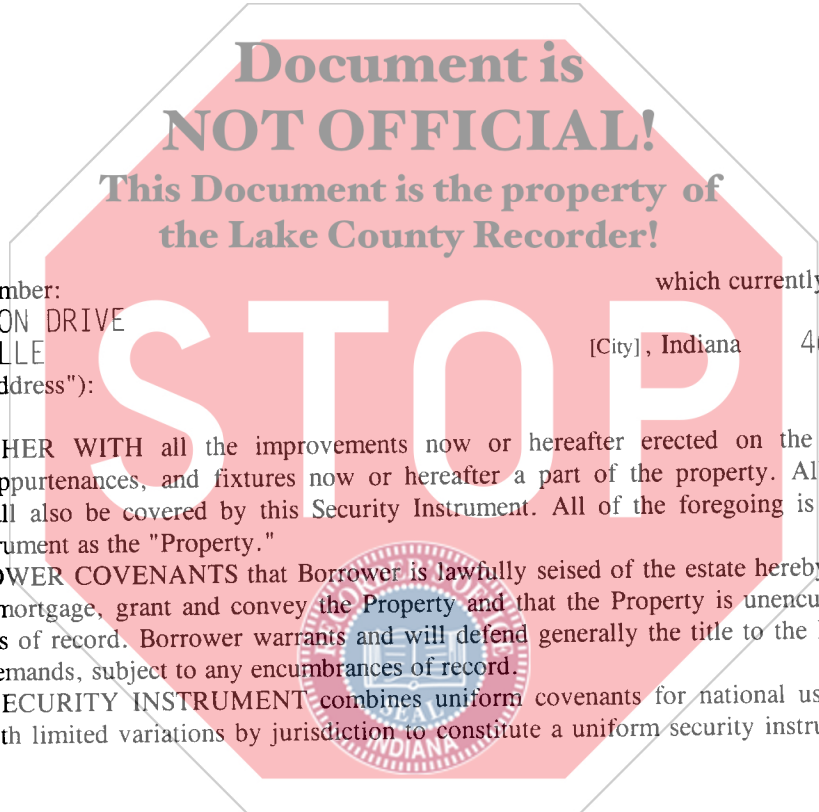 Document is
NOT OFFICIAL!
This Document is the property of
the Lake County Recorder!
mber: which currently
ON DRIVE
LLE [City], Indiana 4
ddress"):
STOP
HER WITH all the improvements now or hereafter erected on the
ppurtenances, and fixtures now or hereafter a part of the property. Al
ll also be covered by this Security Instrument. All of the foregoing is
rument as the "Property."
OWER COVENANTS that Borrower is lawfully seised of the estate hereby
mortgage, grant and convey the Property and that the Property is unencu
s of record. Borrower warrants and will defend generally the title to the
emands, subject to any encumbrances of record.
ECURITY INSTRUMENT combines uniform covenants for national us
th limited variations by jurisdiction to constitute a uniform security instru
SEAL
INDIANA